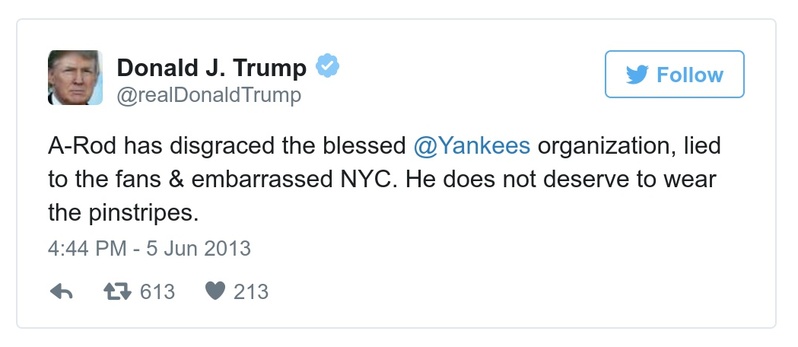 Donald J. Trump
@realDonaldTrump
Follow
A-Rod has disgraced the blessed @Yankees organization, lied
to the fans & embarrassed NYC. He does not deserve to wear
the pinstripes.
4:44 PM - 5 Jun 2013
613 213